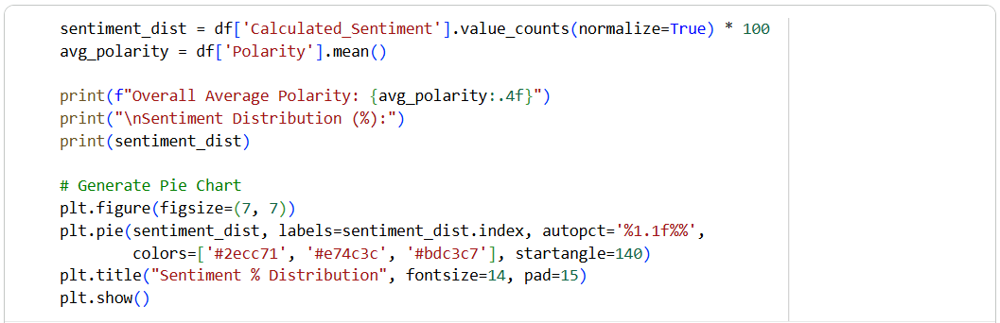 sentiment_dist = df['Calculated_Sentiment'].value_counts(normalize=True) * 100
avg_polarity = df['Polarity'].mean()
print(f"Overall Average Polarity: {avg_polarity:.4f}")
print("\nSentiment Distribution (%):")
print(sentiment_dist)
# Generate Pie Chart
plt.figure(figsize=(7, 7))
plt.pie(sentiment_dist, labels=sentiment_dist.index, autopct='%1.1f%%',
colors=['#2ecc71', '#e74c3c', '#bdc3c7'], startangle=140)
plt.title("Sentiment % Distribution", fontsize=14, pad=15)
plt.show()